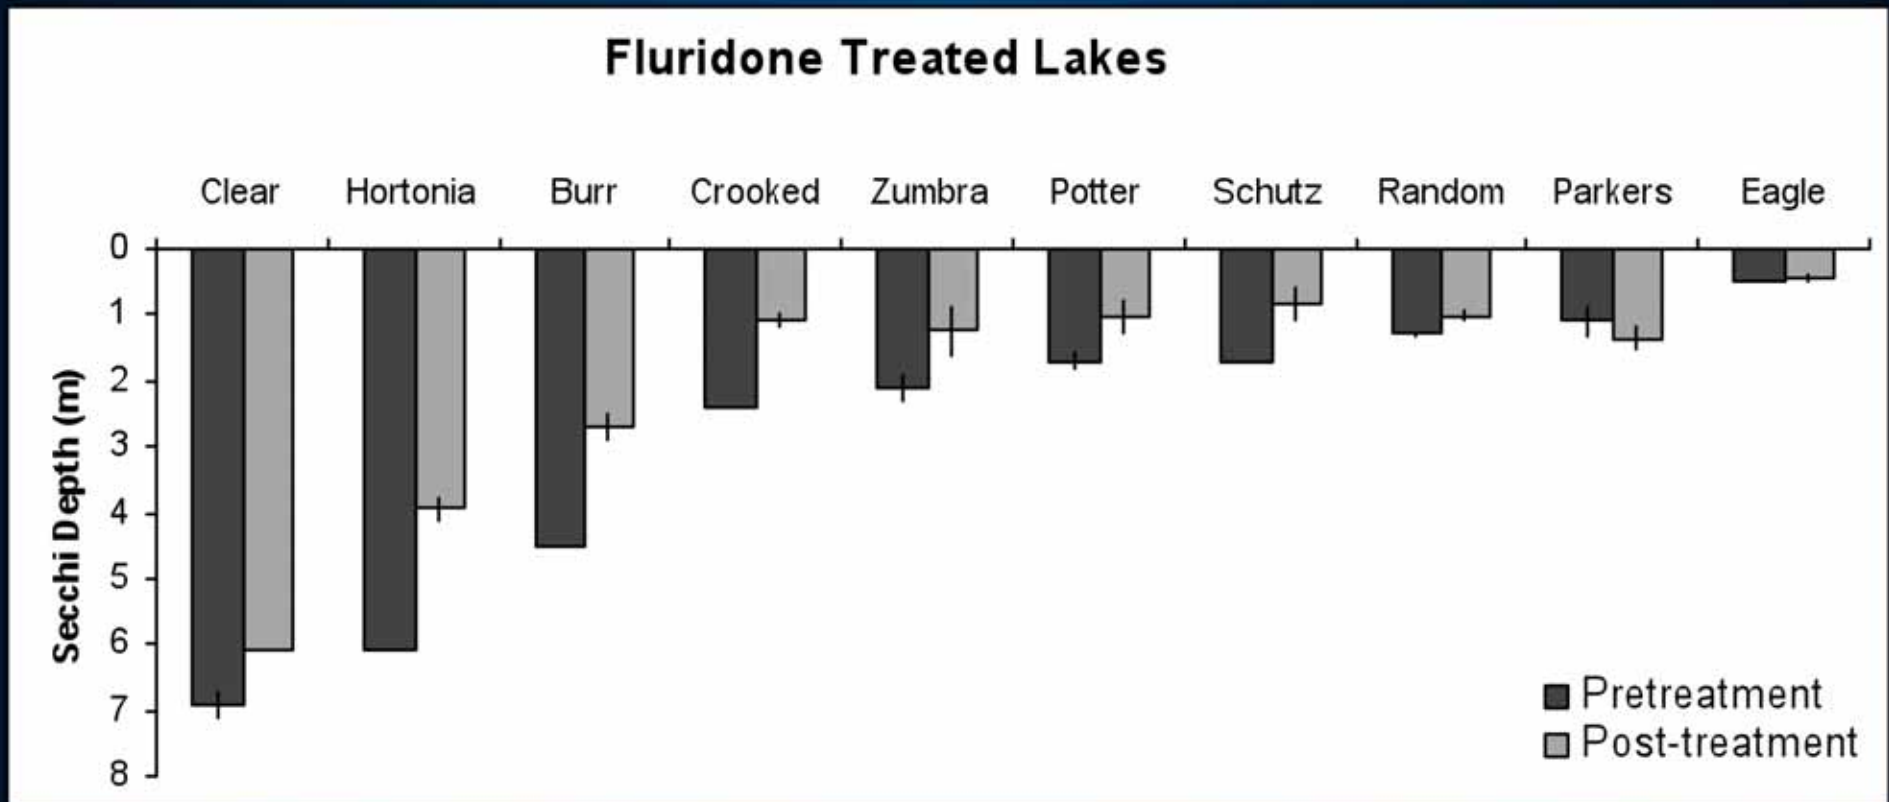 Fluridone Treated Lakes
Clear Hortonia Burr Crooked Zumbra Potter Schutz Random Parkers Eagle
0
1
2
3
4
5
6
7
8
Secchi Depth (m)
Pretreatment
Post-treatment